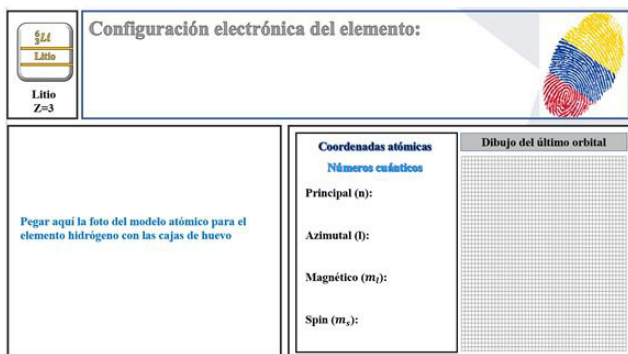 Configuración electrónica del elemento:
⁶₃Li
Litio
Litio
Z=3
Pegar aquí la foto del modelo atómico para el
elemento hidrógeno con las cajas de huevo
Coordenadas atómicas
Números cuánticos
Principal (n):
Azimutal (l):
Magnético (mₗ):
Spin (mₛ):
Dibujo del último orbital